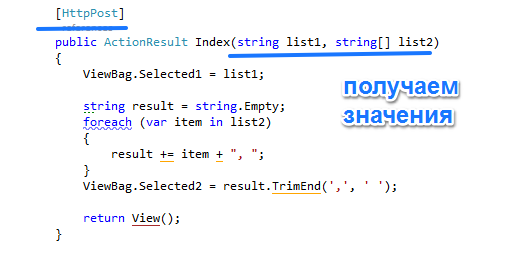 [HttpPost]
public ActionResult Index(string list1, string[] list2)
{
ViewBag.Selected1 = list1;
string result = string.Empty;
foreach (var item in list2)
{
result += item + ", ";
}
ViewBag.Selected2 = result.TrimEnd(',', ' ');
return View();
}
получаем
значения